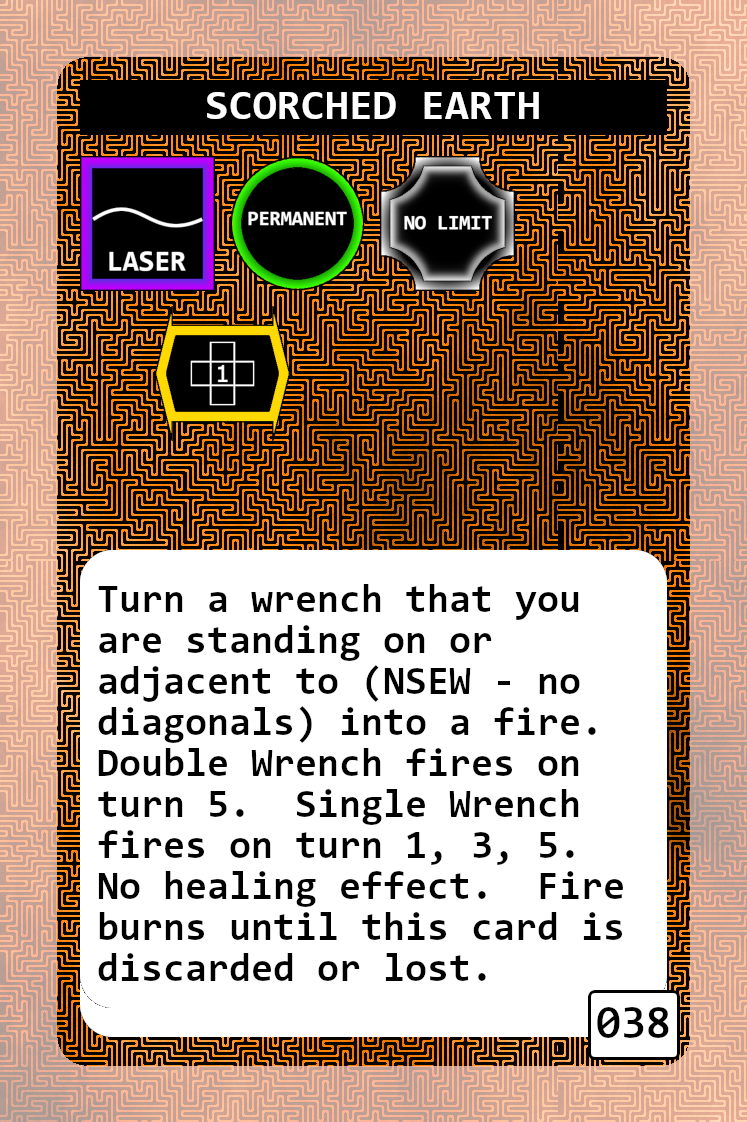 SCORCHED EARTH
LASER
PERMANENT
NO LIMIT
1
Turn a wrench that you
are standing on or
adjacent to (NSEW - no
diagonals) into a fire.
Double Wrench fires on
turn 5.  Single Wrench
fires on turn 1, 3, 5.
No healing effect.  Fire
burns until this card is
discarded or lost.
038